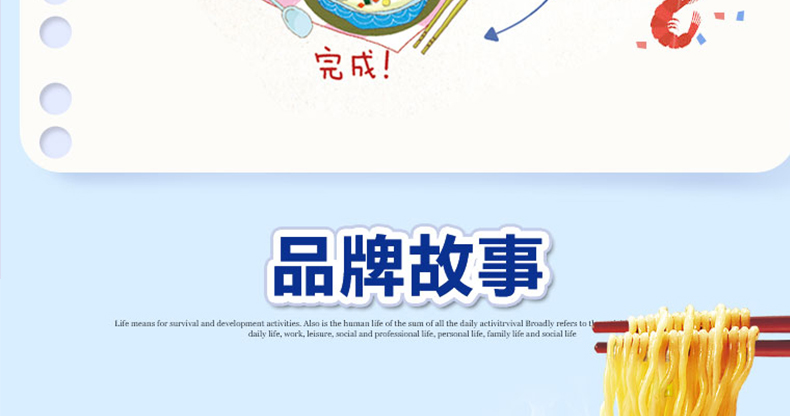 完成!
品牌故事
Life means for survival and development activities. Also is the human life of the sum of all the daily activitrvival Broadly refers to
daily life, work, leisure, social and professional life, personal life, family life and social life